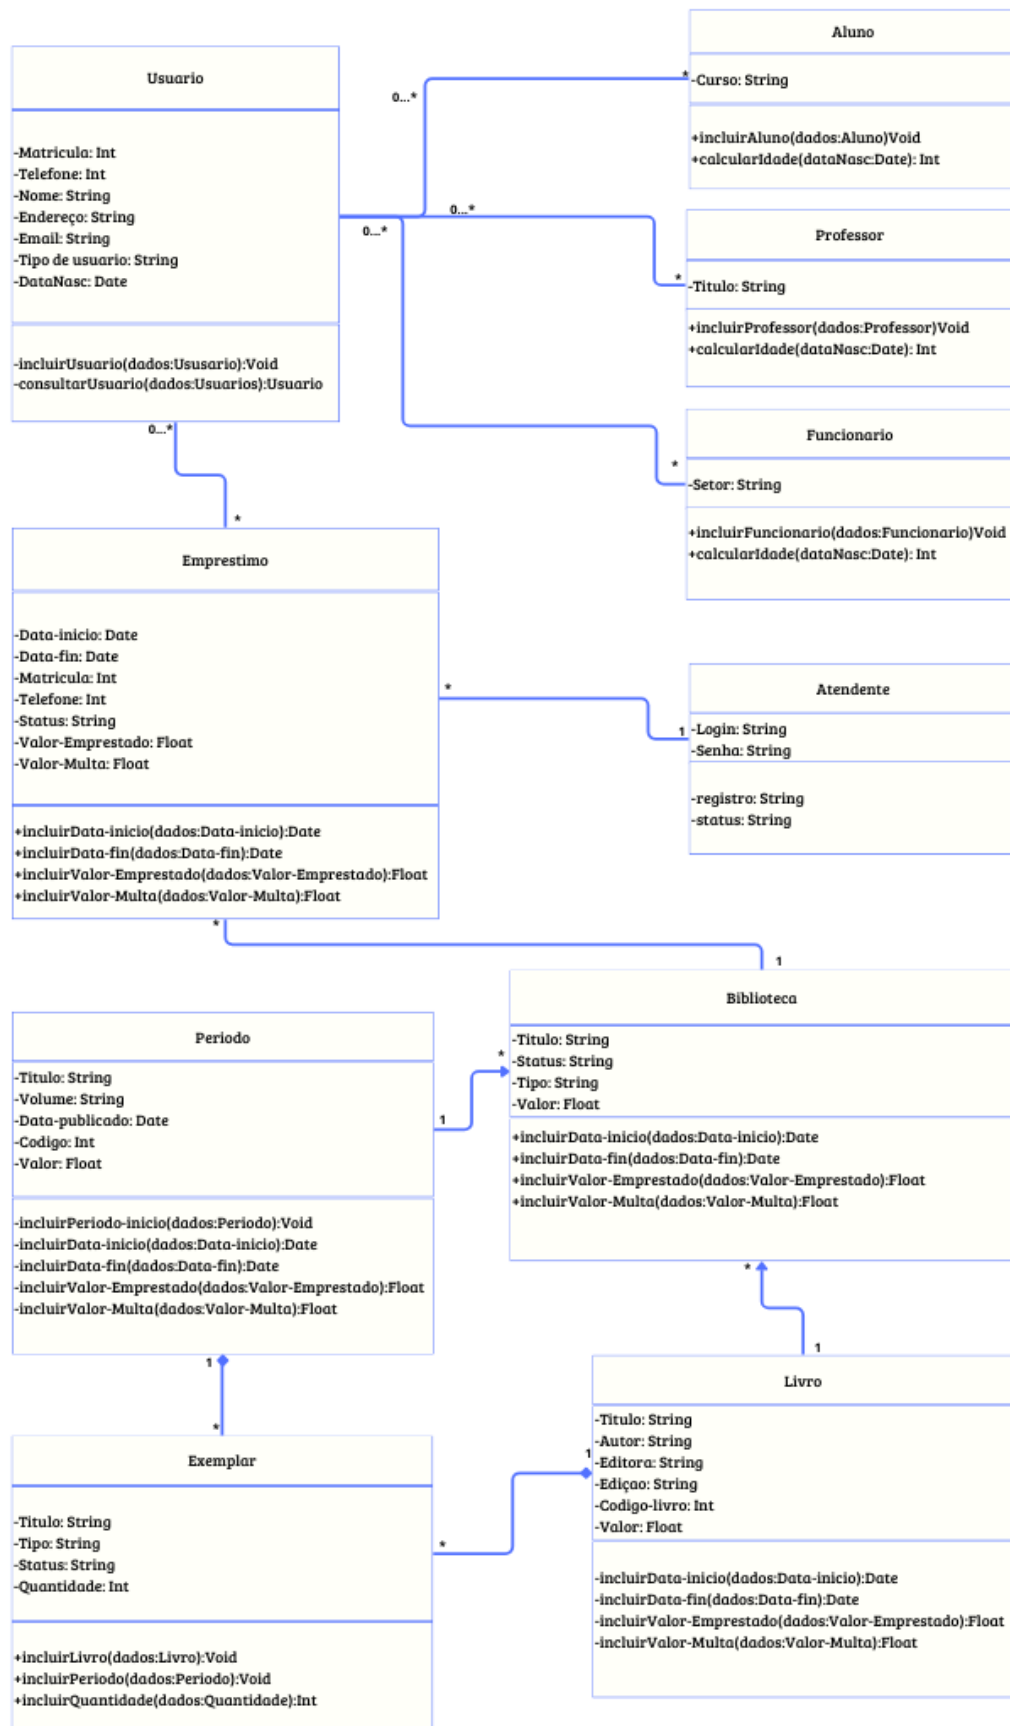 Aluno
-Curso: String
+incluirAluno(dados:Aluno)Void
+calcularIdade(dataNasc:Date): Int
Usuario
-Matricula: Int
-Telefone: Int
-Nome: String
-Endereço: String
-Email: String
-Tipo de usuario: String
-DataNasc: Date
-incluirUsuario(dados:Ususario):Void
-consultarUsuario(dados:Usuarios):Usuario
0...*
*
0...*
*
0...*
*
Professor
-Titulo: String
+incluirProfessor(dados:Professor)Void
+calcularIdade(dataNasc:Date): Int
Funcionario
-Setor: String
+incluirFuncionario(dados:Funcionario)Void
+calcularIdade(dataNasc:Date): Int
0...*
*
Emprestimo
-Data-inicio: Date
-Data-fin: Date
-Matricula: Int
-Telefone: Int
-Status: String
-Valor-Emprestado: Float
-Valor-Multa: Float
+incluirData-inicio(dados:Data-inicio):Date
+incluirData-fin(dados:Data-fin):Date
+incluirValor-Emprestado(dados:Valor-Emprestado):Float
+incluirValor-Multa(dados:Valor-Multa):Float
*
1
Atendente
-Login: String
-Senha: String
-registro: String
-status: String
*
1
Biblioteca
-Titulo: String
-Status: String
-Tipo: String
-Valor: Float
+incluirData-inicio(dados:Data-inicio):Date
+incluirData-fin(dados:Data-fin):Date
+incluirValor-Emprestado(dados:Valor-Emprestado):Float
+incluirValor-Multa(dados:Valor-Multa):Float
Periodo
-Titulo: String
-Volume: String
-Data-publicado: Date
-Codigo: Int
-Valor: Float
-incluirPeriodo-inicio(dados:Periodo):Void
-incluirData-inicio(dados:Data-inicio):Date
-incluirData-fin(dados:Data-fin):Date
-incluirValor-Emprestado(dados:Valor-Emprestado):Float
-incluirValor-Multa(dados:Valor-Multa):Float
*
1
*
1
1
*
Livro
-Titulo: String
-Autor: String
-Editora: String
-Ediçao: String
-Codigo-livro: Int
-Valor: Float
-incluirData-inicio(dados:Data-inicio):Date
-incluirData-fin(dados:Data-fin):Date
-incluirValor-Emprestado(dados:Valor-Emprestado):Float
-incluirValor-Multa(dados:Valor-Multa):Float
1
*
Exemplar
-Titulo: String
-Tipo: String
-Status: String
-Quantidade: Int
+incluirLivro(dados:Livro):Void
+incluirPeriodo(dados:Periodo):Void
+incluirQuantidade(dados:Quantidade):Int